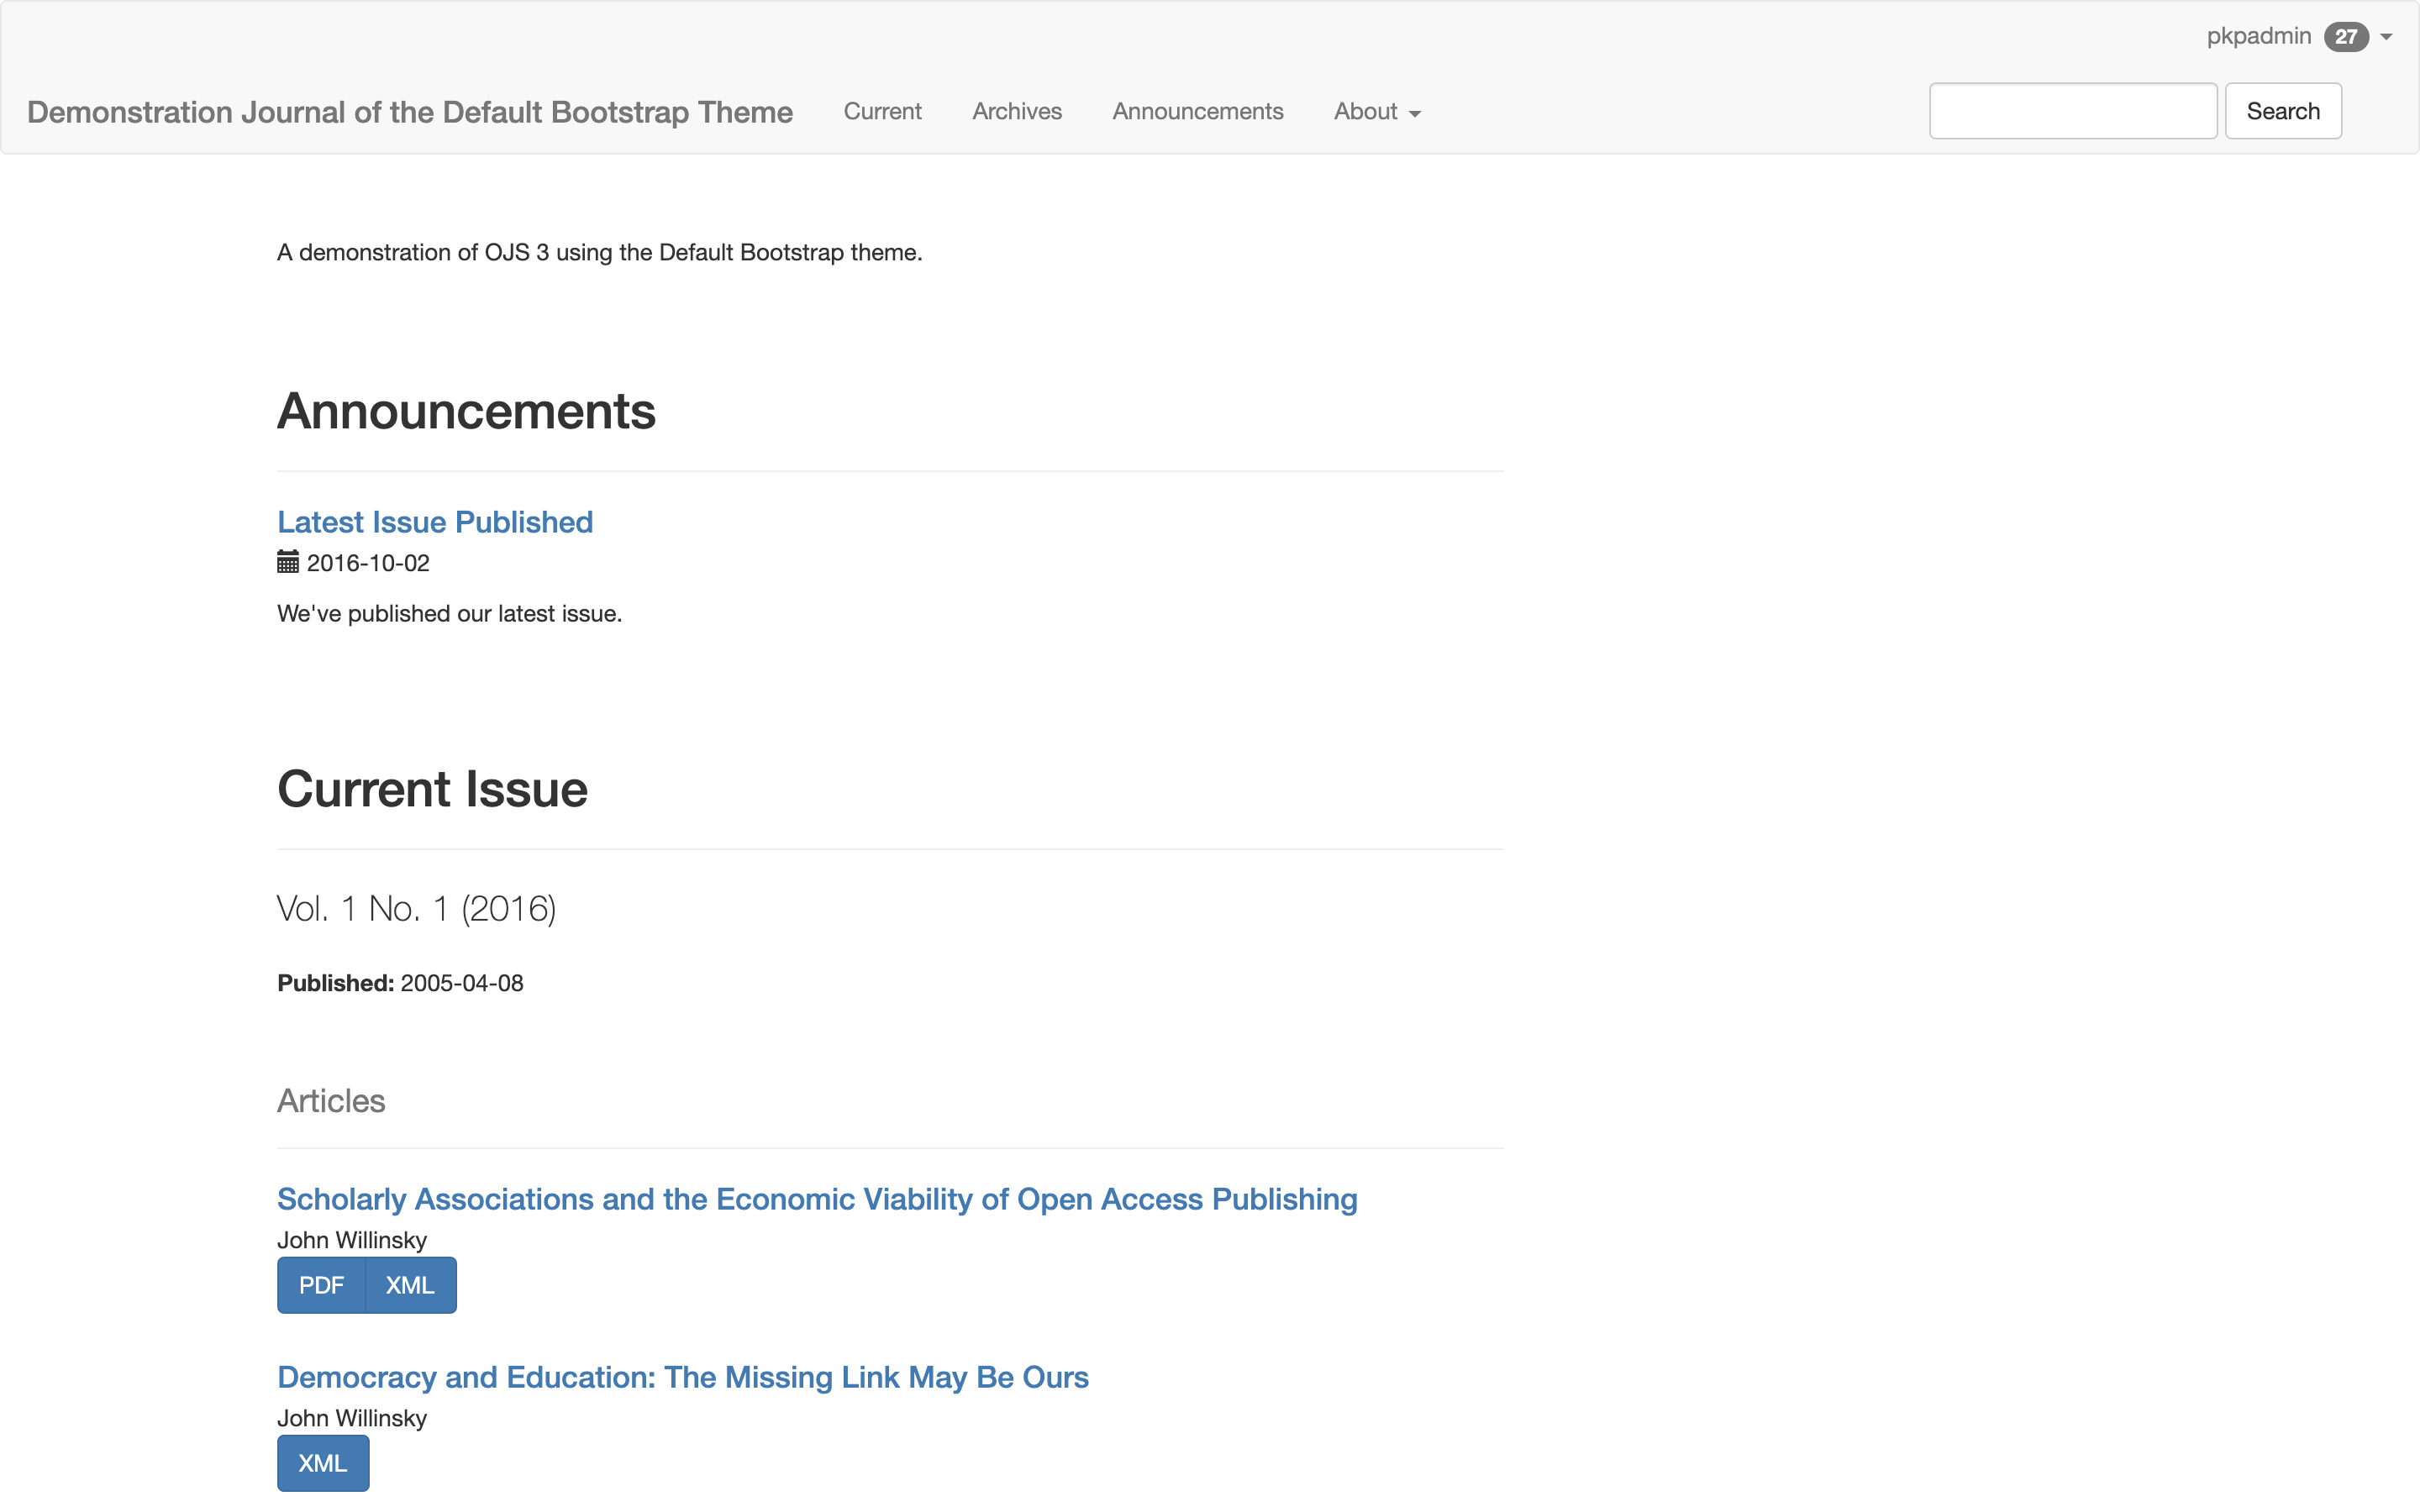 pkpadmin 27
Demonstration Journal of the Default Bootstrap Theme Current Archives Announcements About Search
A demonstration of OJS 3 using the Default Bootstrap theme.
Announcements
Latest Issue Published
2016-10-02
We've published our latest issue.
Current Issue
Vol. 1 No. 1 (2016)
Published: 2005-04-08
Articles
Scholarly Associations and the Economic Viability of Open Access Publishing
John Willinsky
PDF XML
Democracy and Education: The Missing Link May Be Ours
John Willinsky
XML